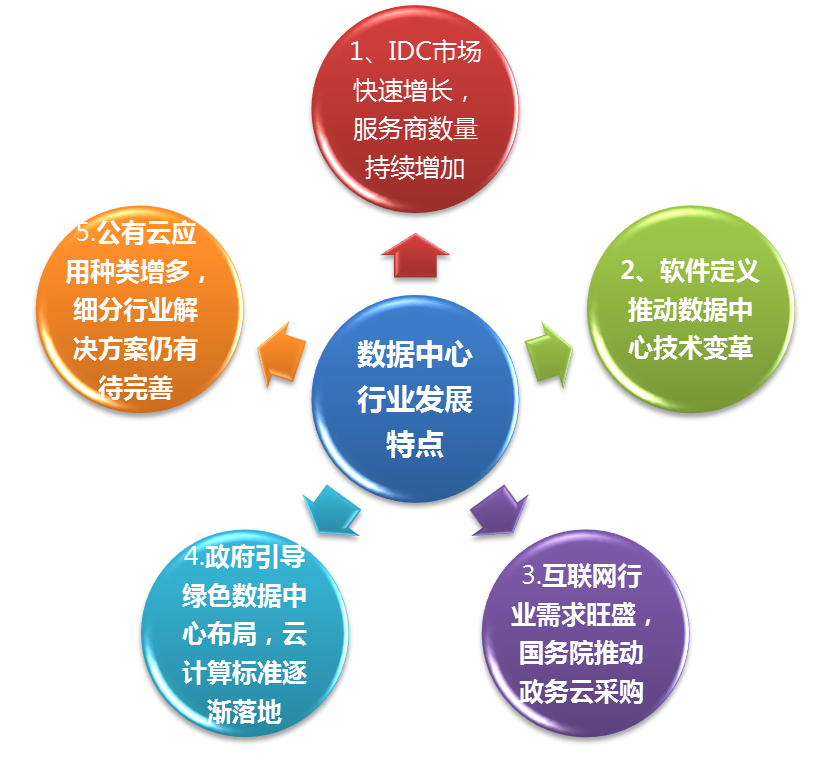 1、IDC市场
快速增长，
服务商数量
持续增加
2、软件定义
推动数据中
心技术变革
3.互联网行
业需求旺盛，
国务院推动
政务云采购
4.政府引导
绿色数据中
心布局，云
计算标准逐
渐落地
5.公有云应
用种类增多，
细分行业解
决方案仍有
待完善
数据中心
行业发展
特点